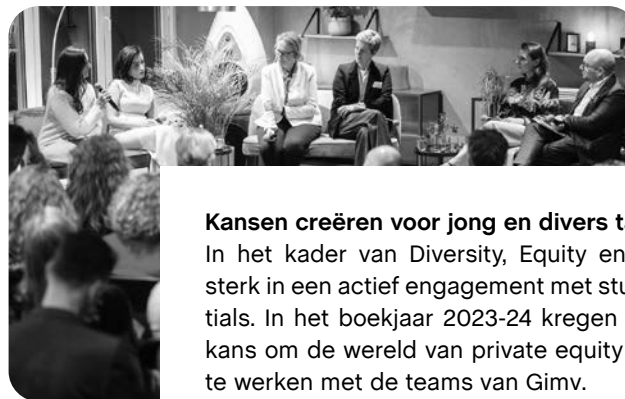 Kansen creëren voor jong en divers
In het kader van Diversity, Equity en
sterk in een actief engagement met
tials. In het boekjaar 2023-24 kregen
kans om de wereld van private equity
te werken met de teams van Gimv.